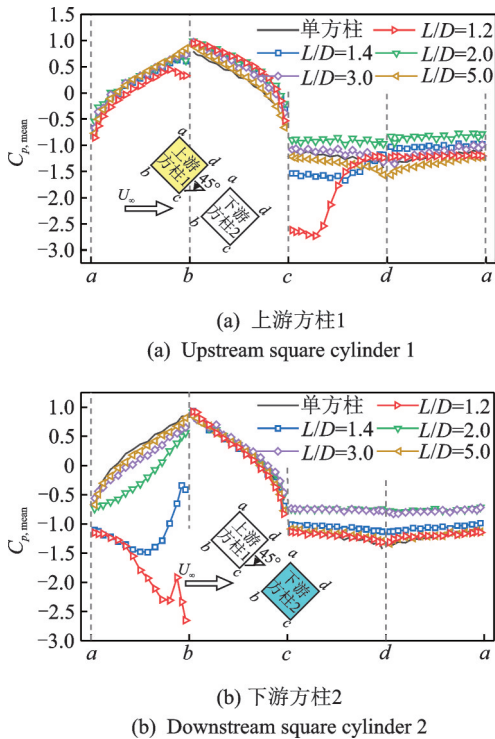 1.5
1.0
0.5
0
−0.5
−1.0
−1.5
−2.0
−2.5
−3.0
C_{p, mean}
单方柱
L/D=1.2
L/D=1.4
L/D=2.0
L/D=3.0
L/D=5.0
a
上游
方柱1
b
d
c
45°
U_∞
a
下游
方柱2
d
b
c
a b c d a
(a) 上游方柱1
(a) Upstream square cylinder 1
1.0
0.5
0
−0.5
−1.0
−1.5
−2.0
−2.5
−3.0
C_{p, mean}
单方柱
L/D=1.2
L/D=1.4
L/D=2.0
L/D=3.0
L/D=5.0
a
上游
方柱1
b
d
c
45°
U_∞
a
下游
方柱2
d
b
c
a b c d a
(b) 下游方柱2
(b) Downstream square cylinder 2